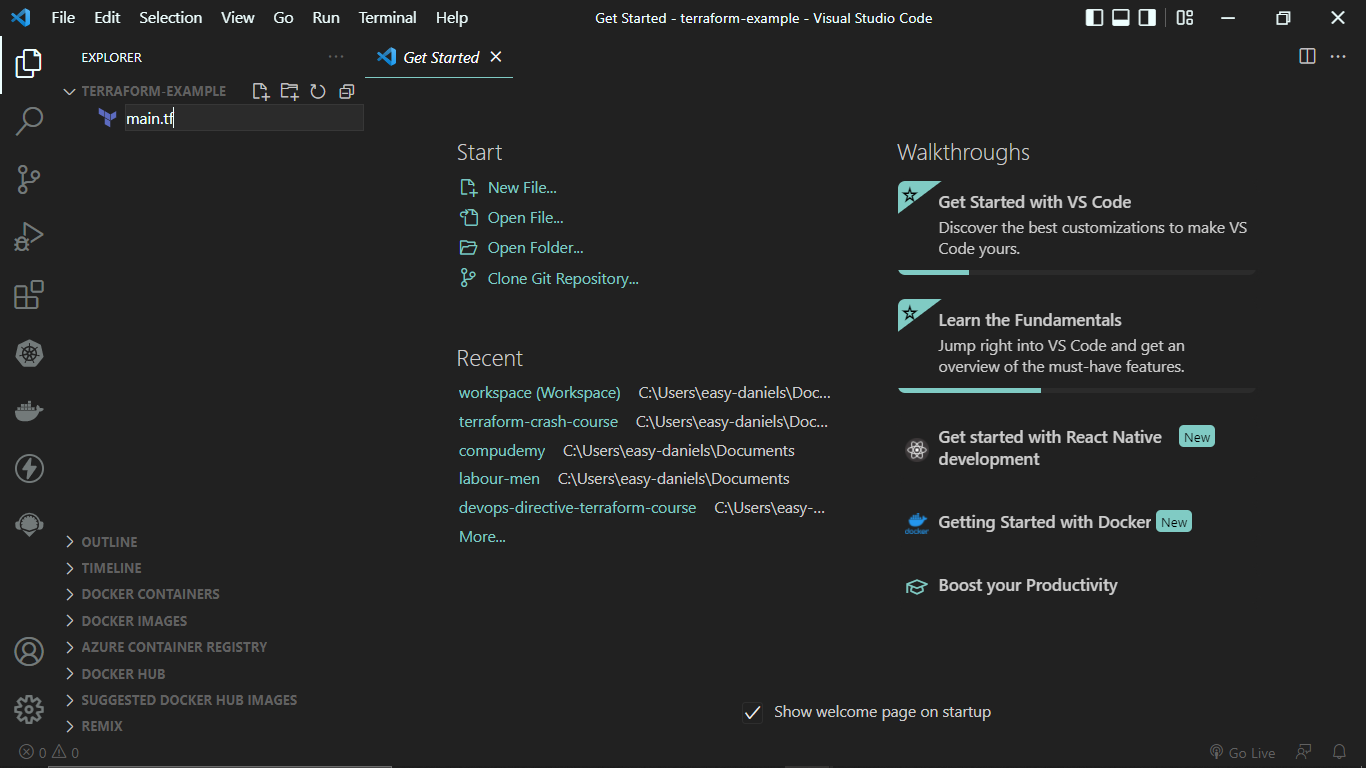 File Edit Selection View Go Run Terminal Help
Get Started - terraform-example - Visual Studio Code
EXPLORER
Get Started
TERRAFORM-EXAMPLE
main.tf
Start
New File...
Open File...
Open Folder...
Clone Git Repository...
Recent
workspace (Workspace) C:\Users\easy-daniels\Doc...
terraform-crash-course C:\Users\easy-daniels\Doc...
compudemy C:\Users\easy-daniels\Documents
labour-men C:\Users\easy-daniels\Documents
devops-directive-terraform-course C:\Users\easy-...
More...
Walkthroughs
Get Started with VS Code
Discover the best customizations to make VS
Code yours.
Learn the Fundamentals
Jump right into VS Code and get an
overview of the must-have features.
Get started with React Native New
development
docker
Getting Started with Docker New
Boost your Productivity
OUTLINE
TIMELINE
DOCKER CONTAINERS
DOCKER IMAGES
AZURE CONTAINER REGISTRY
DOCKER HUB
SUGGESTED DOCKER HUB IMAGES
REMIX
Show welcome page on startup
0 0
Go Live